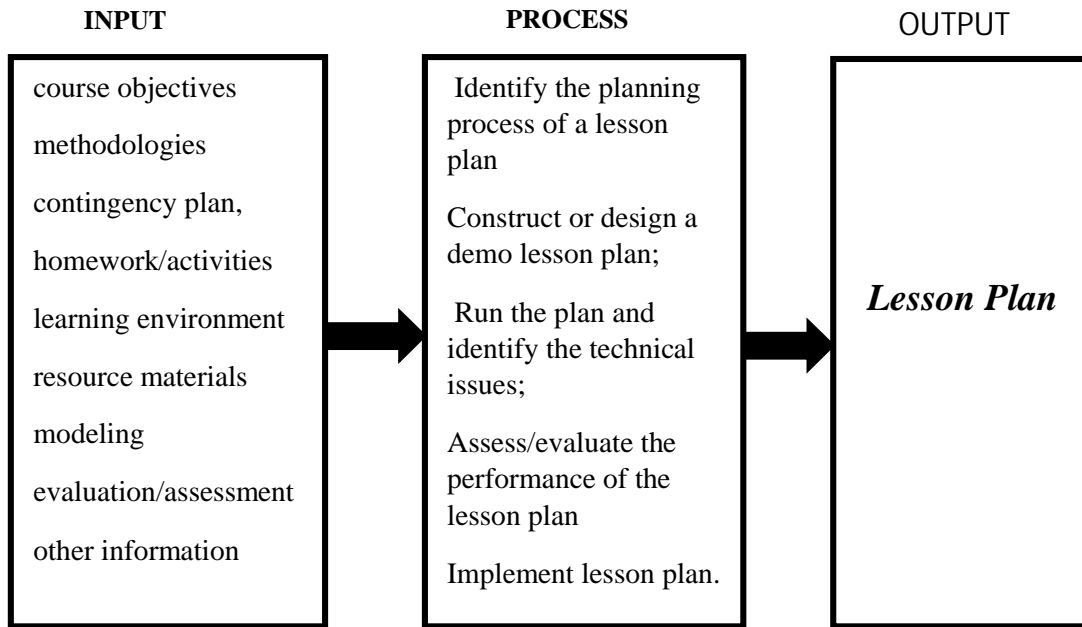 INPUT
course objectives
methodologies
contingency plan,
homework/activities
learning environment
resource materials
modeling
evaluation/assessment
other information
PROCESS
Identify the planning
process of a lesson
plan
Construct or design a
demo lesson plan;
Run the plan and
identify the technical
issues;
Assess/evaluate the
performance of the
lesson plan
Implement lesson plan.
OUTPUT
Lesson Plan